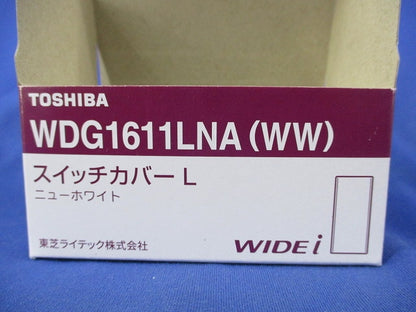 TOSHIBA
WDG1611LNA (WW)
スイッチカバー L
ニューホワイト
東芝ライテック株式会社
WIDE i